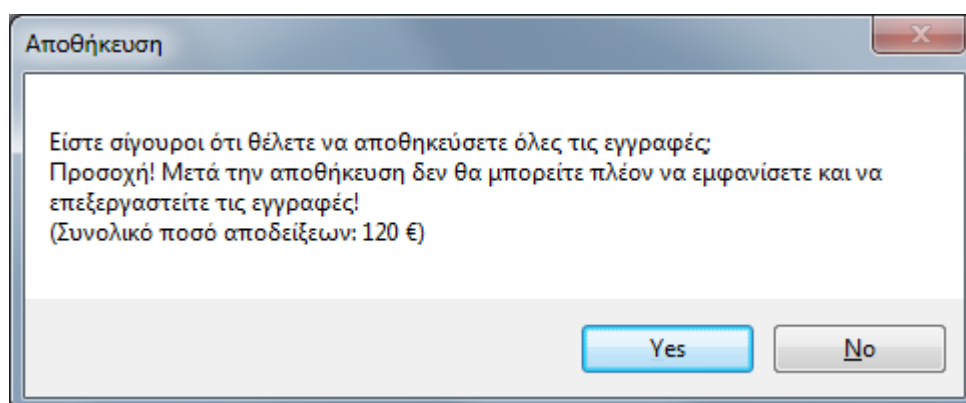 Αποθήκευση
Είστε σίγουροι ότι θέλετε να αποθηκεύσετε όλες τις εγγραφές;
Προσοχή! Μετά την αποθήκευση δεν θα μπορείτε πλέον να εμφανίσετε και να
επεξεργαστείτε τις εγγραφές!
(Συνολικό ποσό αποδείξεων: 120 €)
Yes No